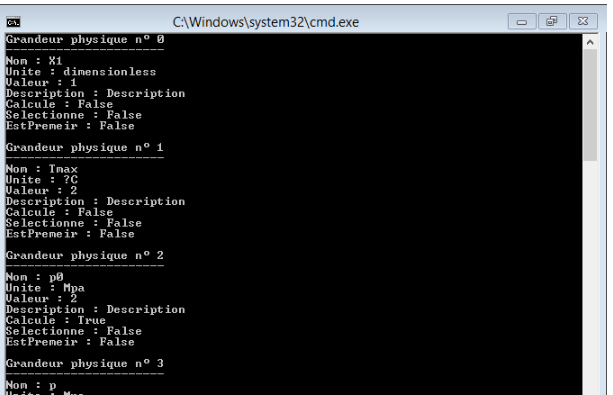 C:\Windows\system32\cmd.exe
Grandeur physique n° 0
----------------------
Nom : X1
Unite : dimensionless
Valeur : 1
Description : Description
Calcule : False
Selectionne : False
EstPremeir : False
Grandeur physique n° 1
----------------------
Nom : Tmax
Unite : ?C
Valeur : 2
Description : Description
Calcule : False
Selectionne : False
EstPremeir : False
Grandeur physique n° 2
----------------------
Nom : p0
Unite : Mpa
Valeur : 2
Description : Description
Calcule : True
Selectionne : False
EstPremeir : False
Grandeur physique n° 3
----------------------
Nom : p
Unite : Mpa